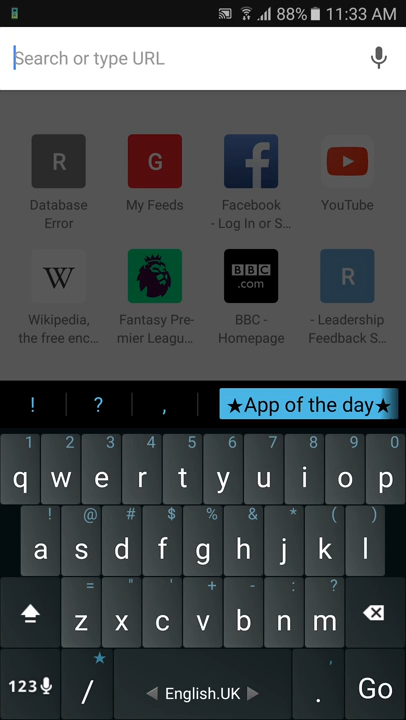 88% 11:33 AM
Search or type URL
R G f
Database Error
My Feeds
Facebook - Log In or S...
YouTube
W BBC .com R
Wikipedia, the free enc...
Fantasy Pre-mier Leagu...
BBC - Homepage
- Leadership Feedback S...
! ? , ★App of the day★
1 2 3 4 5 6 7 8 9 0
q w e r t y u i o p
! @ # $ % & * ( )
a s d f g h j k l
= " ' + - : ?
z x c v b n m
123 / English.UK . ' Go